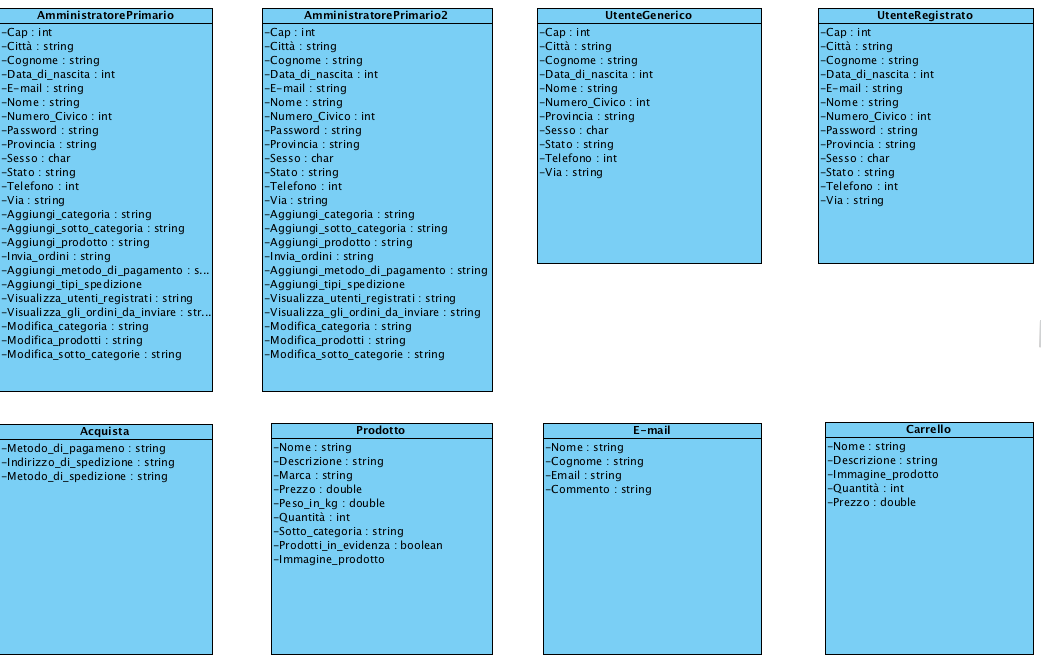 AmministratorePrimario
-Cap : int
-Città : string
-Cognome : string
-Data_di_nascita : int
-E-mail : string
-Nome : string
-Numero_Civico : int
-Password : string
-Provincia : string
-Sesso : char
-Stato : string
-Telefono : int
-Via : string
-Aggiungi_categoria : string
-Aggiungi_sotto_categoria : string
-Aggiungi_prodotto : string
-Invia_ordini : string
-Aggiungi_metodo_di_pagamento : s...
-Aggiungi_tipi_spedizione
-Visualizza_utenti_registrati : string
-Visualizza_gli_ordini_da_inviare : str...
-Modifica_categoria : string
-Modifica_prodotti : string
-Modifica_sotto_categorie : string
AmministratorePrimario2
-Cap : int
-Città : string
-Cognome : string
-Data_di_nascita : int
-E-mail : string
-Nome : string
-Numero_Civico : int
-Password : string
-Provincia : string
-Sesso : char
-Stato : string
-Telefono : int
-Via : string
-Aggiungi_categoria : string
-Aggiungi_sotto_categoria : string
-Aggiungi_prodotto : string
-Invia_ordini : string
-Aggiungi_metodo_di_pagamento : string
-Aggiungi_tipi_spedizione
-Visualizza_utenti_registrati : string
-Visualizza_gli_ordini_da_inviare : string
-Modifica_categoria : string
-Modifica_prodotti : string
-Modifica_sotto_categorie : string
UtenteGenerico
-Cap : int
-Città : string
-Cognome : string
-Data_di_nascita : int
-Nome : string
-Numero_Civico : int
-Provincia : string
-Sesso : char
-Stato : string
-Telefono : int
-Via : string
UtenteRegistrato
-Cap : int
-Città : string
-Cognome : string
-Data_di_nascita : int
-E-mail : string
-Nome : string
-Numero_Civico : int
-Password : string
-Provincia : string
-Sesso : char
-Stato : string
-Telefono : int
-Via : string
Acquista
-Metodo_di_pagameno : string
-Indirizzo_di_spedizione : string
-Metodo_di_spedizione : string
Prodotto
-Nome : string
-Descrizione : string
-Marca : string
-Prezzo : double
-Peso_in_kg : double
-Quantità : int
-Sotto_categoria : string
-Prodotti_in_evidenza : boolean
-Immagine_prodotto
E-mail
-Nome : string
-Cognome : string
-Email : string
-Commento : string
Carrello
-Nome : string
-Descrizione : string
-Immagine_prodotto
-Quantità : int
-Prezzo : double